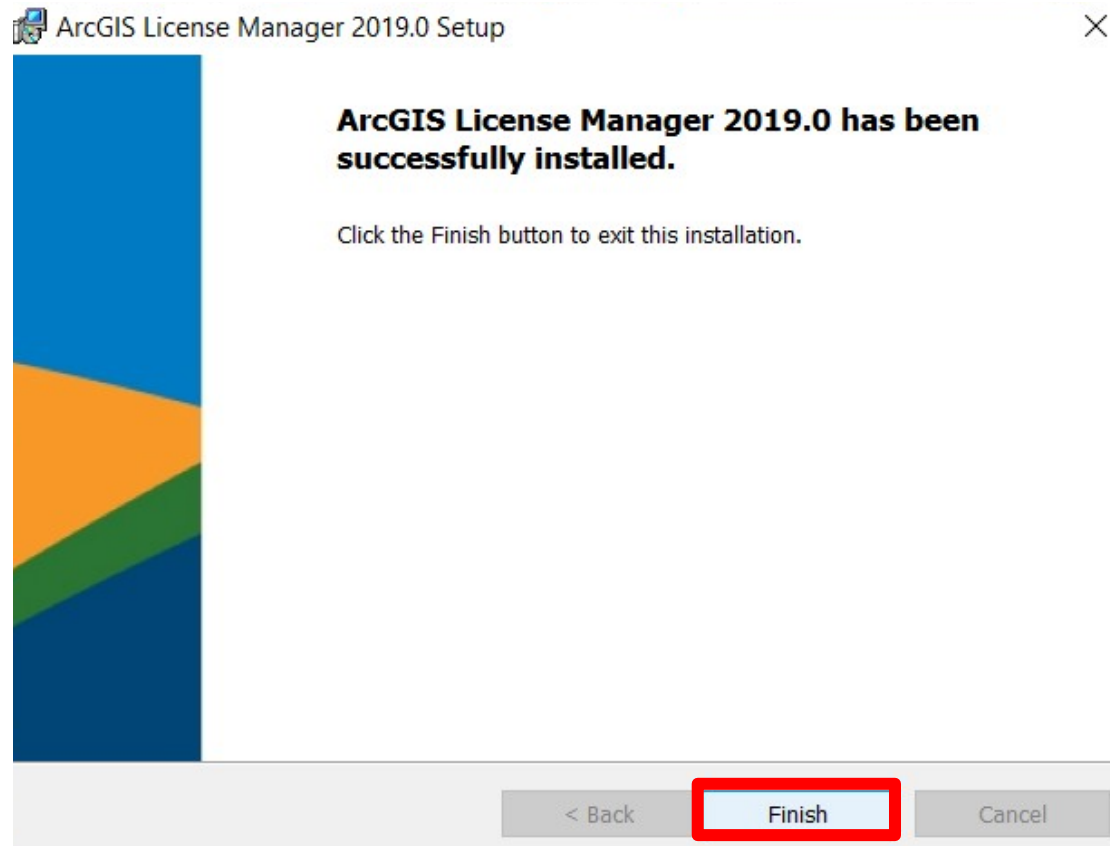 ArcGIS License Manager 2019.0 Setup
ArcGIS License Manager 2019.0 has been
successfully installed.
Click the Finish button to exit this installation.
< Back
Finish
Cancel